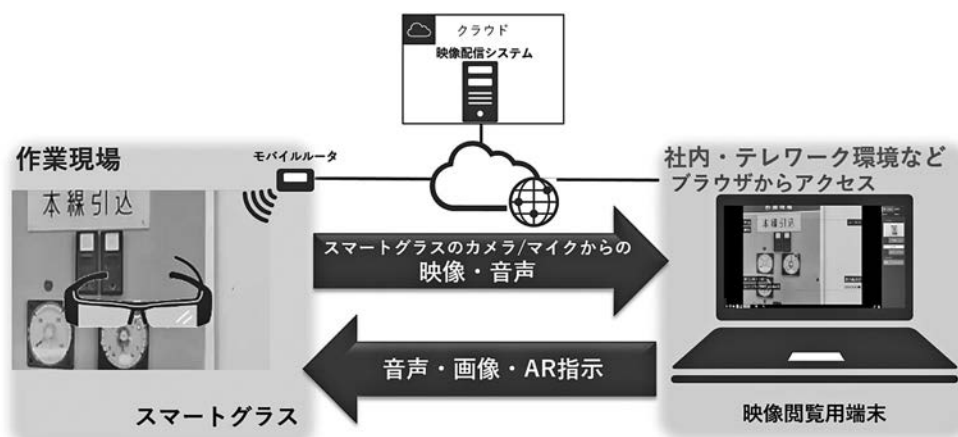 クラウド
映像配信システム
作業現場
モバイルルータ
社内・テレワーク環境など
ブラウザからアクセス
本線引込
スマートグラスのカメラ/マイクからの
映像・音声
本線引込
音声・画像・AR指示
スマートグラス
映像閲覧用端末